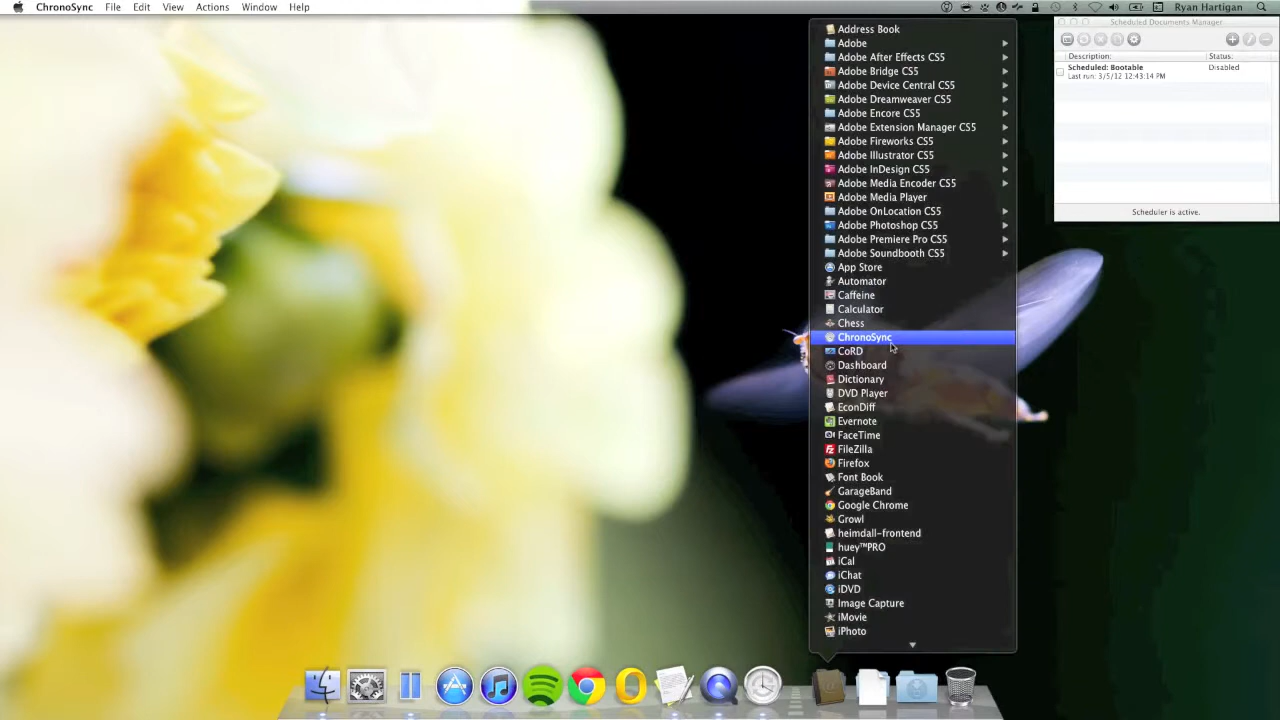 ChronoSync File Edit View Actions Window Help Ryan Hartigan
Address Book
Adobe
Adobe After Effects CS5
Adobe Bridge CS5
Adobe Device Central CS5
Adobe Dreamweaver CS5
Adobe Encore CS5
Adobe Extension Manager CS5
Adobe Fireworks CS5
Adobe Illustrator CS5
Adobe InDesign CS5
Adobe Media Encoder CS5
Adobe Media Player
Adobe OnLocation CS5
Adobe Photoshop CS5
Adobe Premiere Pro CS5
Adobe Soundbooth CS5
App Store
Automator
Caffeine
Calculator
Chess
ChronoSync
CoRD
Dashboard
Dictionary
DVD Player
EconDiff
Evernote
FaceTime
FileZilla
Firefox
Font Book
GarageBand
Google Chrome
Growl
heimdall-frontend
huey™PRO
iCal
iChat
iDVD
Image Capture
iMovie
iPhoto
Scheduled Documents Manager
Description: Status:
Scheduled: Bootable Disabled
Last run: 3/5/12 12:43:14 PM
Scheduler is active.